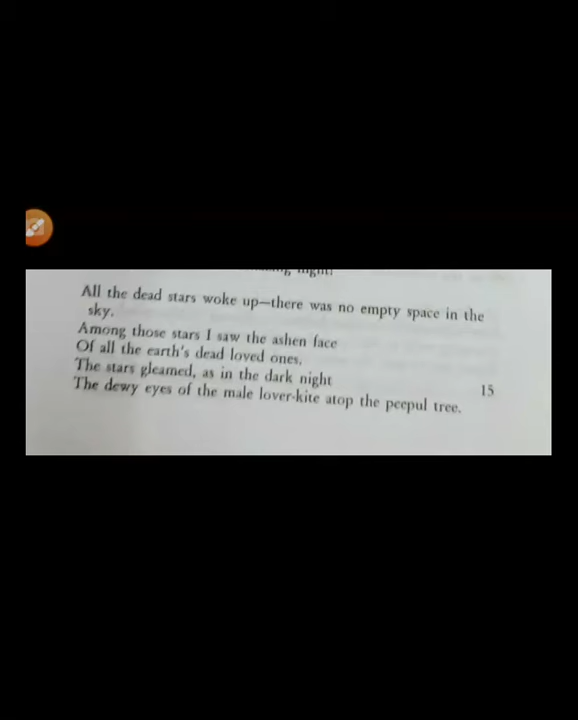 night!
All the dead stars woke up—there was no empty space in the
sky.
Among those stars I saw the ashen face
Of all the earth's dead loved ones.
The stars gleamed, as in the dark night 15
The dewy eyes of the male lover-kite atop the peepul tree.